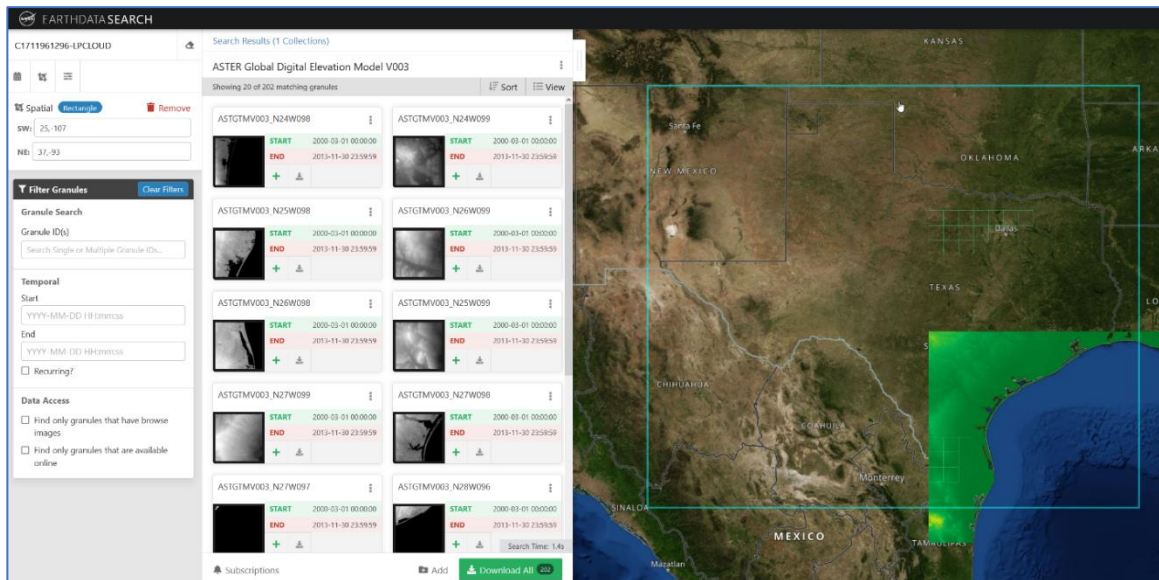 EARTHDATA SEARCH
C1711961296-LPCLOUD
Spatial Rectangle Remove
SW: 25,-107
NE: 37,-93
Filter Granules Clear Filters
Granule Search
Granule ID(s)
Search Single or Multiple Granule IDs...
Temporal
Start
YYYY-MM-DD HH:mm:ss
End
YYYY-MM-DD HH:mm:ss
Recurring?
Data Access
Find only granules that have browse
images
Find only granules that are available
online
Search Results (1 Collections)
ASTER Global Digital Elevation Model V003
Showing 20 of 202 matching granules Sort View
ASTGTMV003_N24W098 ASTGTMV003_N24W099
START 2000-03-01 00:00:00 START 2000-03-01 00:00:00
END 2013-11-30 23:59:59 END 2013-11-30 23:59:59
ASTGTMV003_N25W098 ASTGTMV003_N26W099
START 2000-03-01 00:00:00 START 2000-03-01 00:00:00
END 2013-11-30 23:59:59 END 2013-11-30 23:59:59
ASTGTMV003_N26W098 ASTGTMV003_N25W099
START 2000-03-01 00:00:00 START 2000-03-01 00:00:00
END 2013-11-30 23:59:59 END 2013-11-30 23:59:59
ASTGTMV003_N27W099 ASTGTMV003_N27W098
START 2000-03-01 00:00:00 START 2000-03-01 00:00:00
END 2013-11-30 23:59:59 END 2013-11-30 23:59:59
ASTGTMV003_N27W097 ASTGTMV003_N28W096
START 2000-03-01 00:00:00 START 2000-03-01 00:00:00
END 2013-11-30 23:59:59 END 2013-11-30 23:59:59
Search Time: 1.4s
Subscriptions Add Download All 202
KANSAS
Santa Fe
OKLAHOMA
ARKA
NEW MEXICO
Dallas
TEXAS
LO
S
CHIHUAHUA
COAHUILA
Monterrey
SINALOA
MEXICO
TAMAULIPAS
Mazatlan